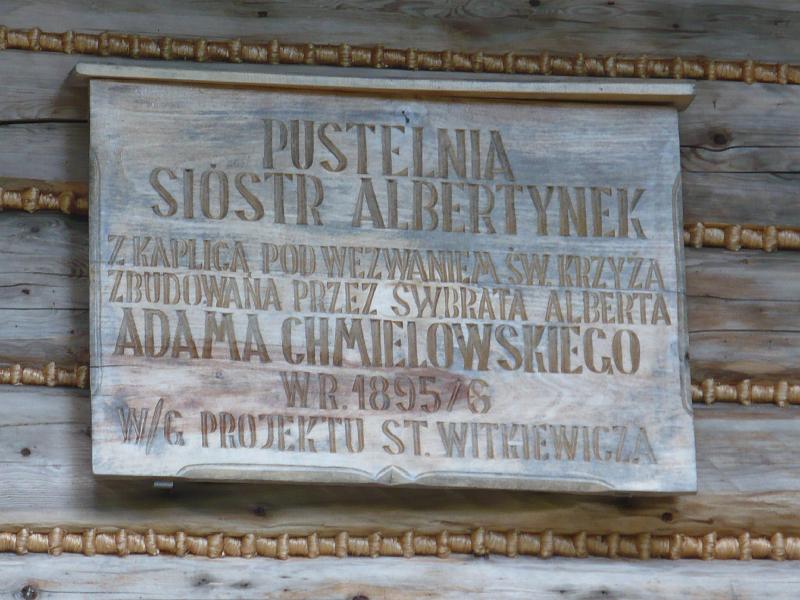 PUSTELNIA
SIÓSTR ALBERTYNEK
Z KAPLICĄ POD WEZWANIEM ŚW. KRZYŻA
ZBUDOWANA PRZEZ ŚW. BRATA ALBERTA
ADAMA CHMIELOWSKIEGO
W R. 1895/6
W/G PROJEKTU ST. WITKIEWICZA